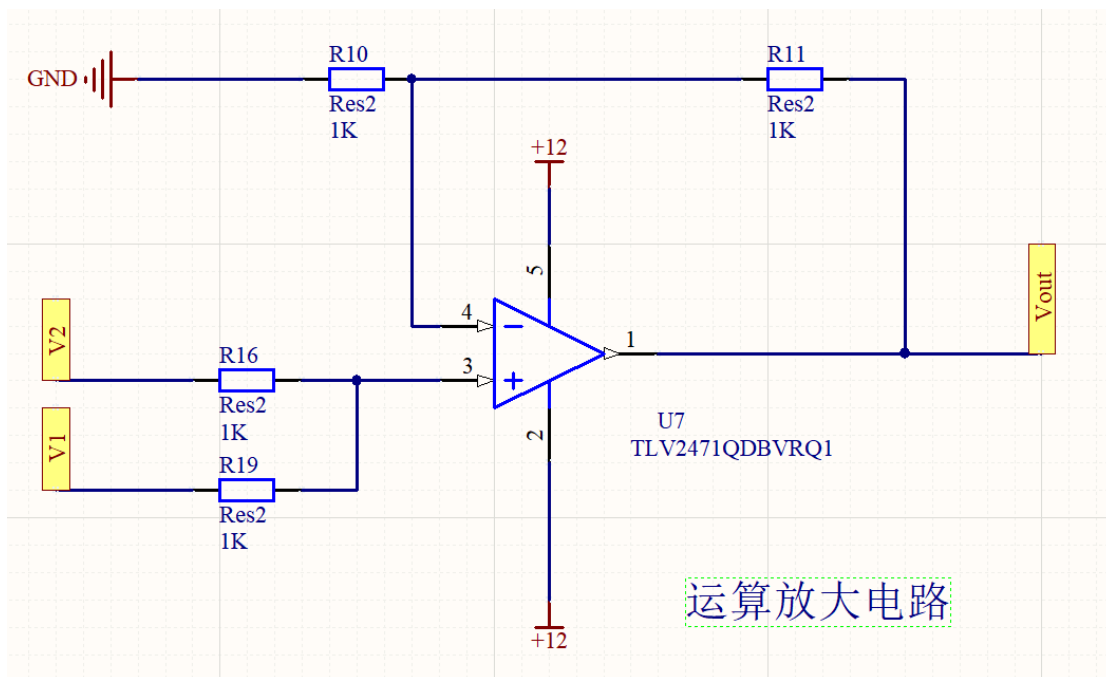 R10
R11
GND
Res2
1K
Res2
1K
+12
5
Vout
4
V2
1
R16
3
Res2
1K
U7
V1
2
TLV2471QDBVRQ1
R19
Res2
1K
运算放大电路
+12